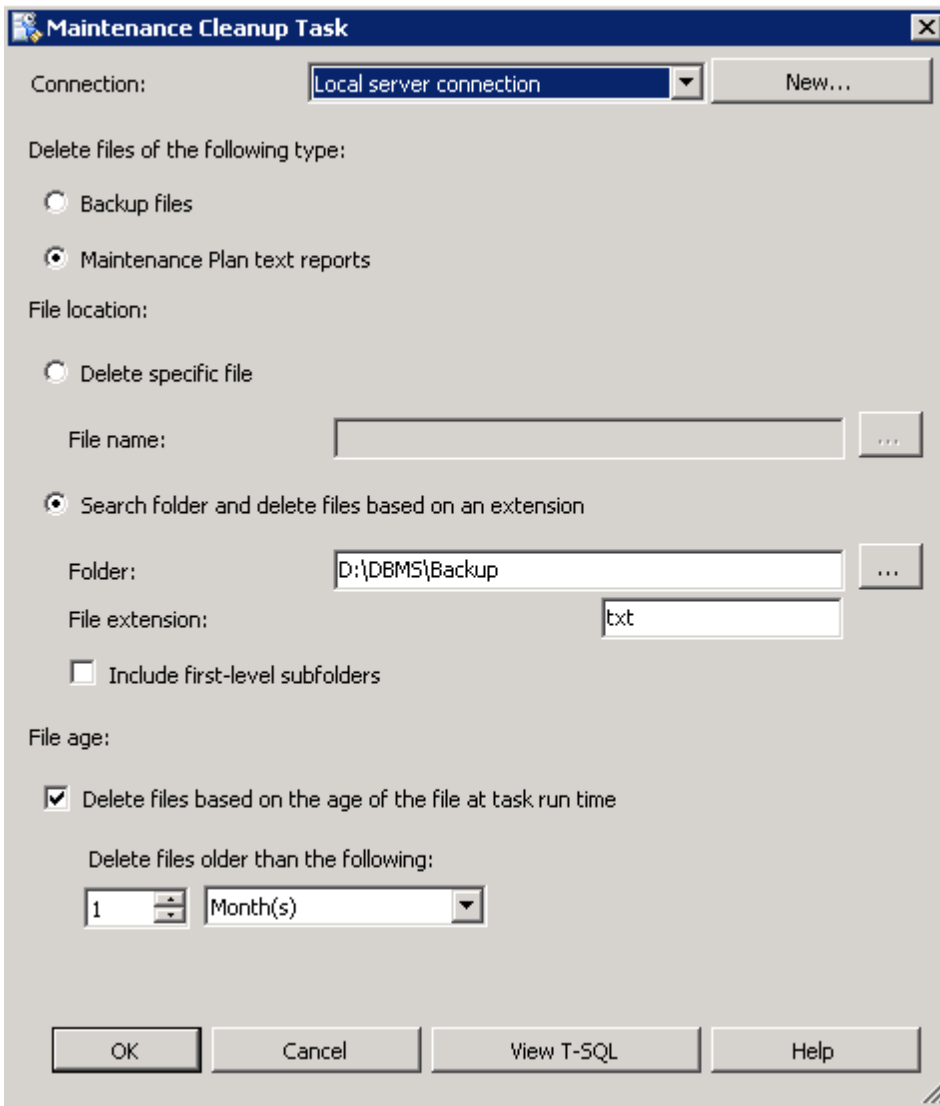 Maintenance Cleanup Task
Connection: Local server connection New...
Delete files of the following type:
Backup files
Maintenance Plan text reports
File location:
Delete specific file
File name: ...
Search folder and delete files based on an extension
Folder: D:\DBMS\Backup ...
File extension: txt
Include first-level subfolders
File age:
Delete files based on the age of the file at task run time
Delete files older than the following:
1 Month(s)
OK Cancel View T-SQL Help